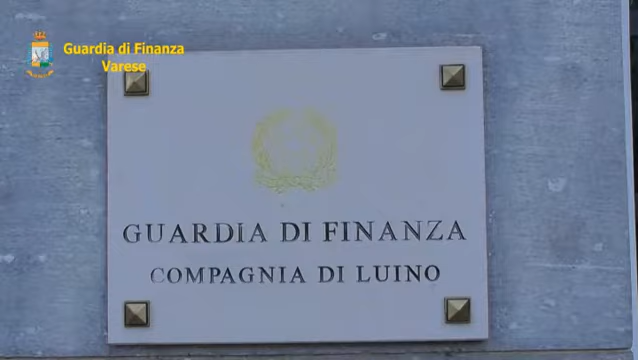 Guardia di Finanza
Varese
GUARDIA DI FINANZA
COMPAGNIA DI LUINO